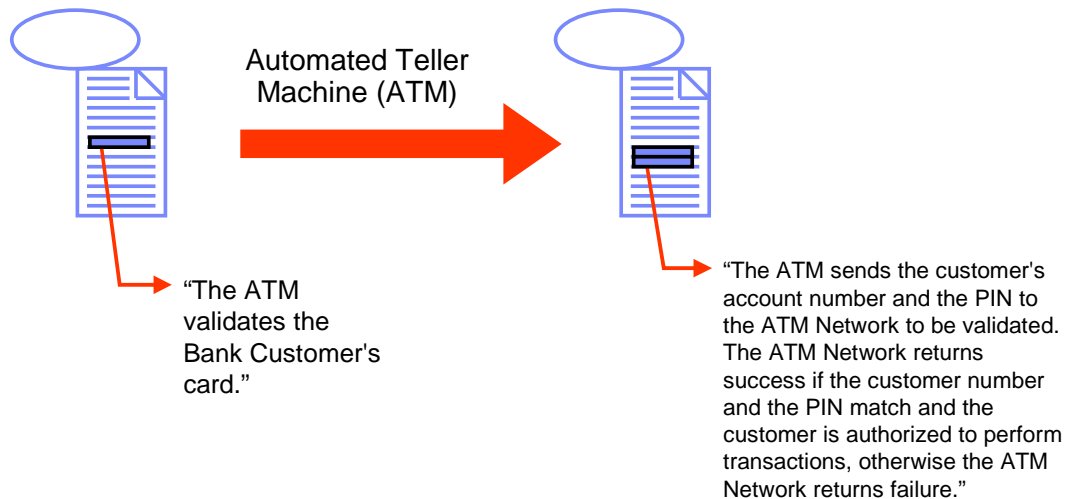 Automated Teller
Machine (ATM)
“The ATM
validates the
Bank Customer's
card.”
“The ATM sends the customer's
account number and the PIN to
the ATM Network to be validated.
The ATM Network returns
success if the customer number
and the PIN match and the
customer is authorized to perform
transactions, otherwise the ATM
Network returns failure.”